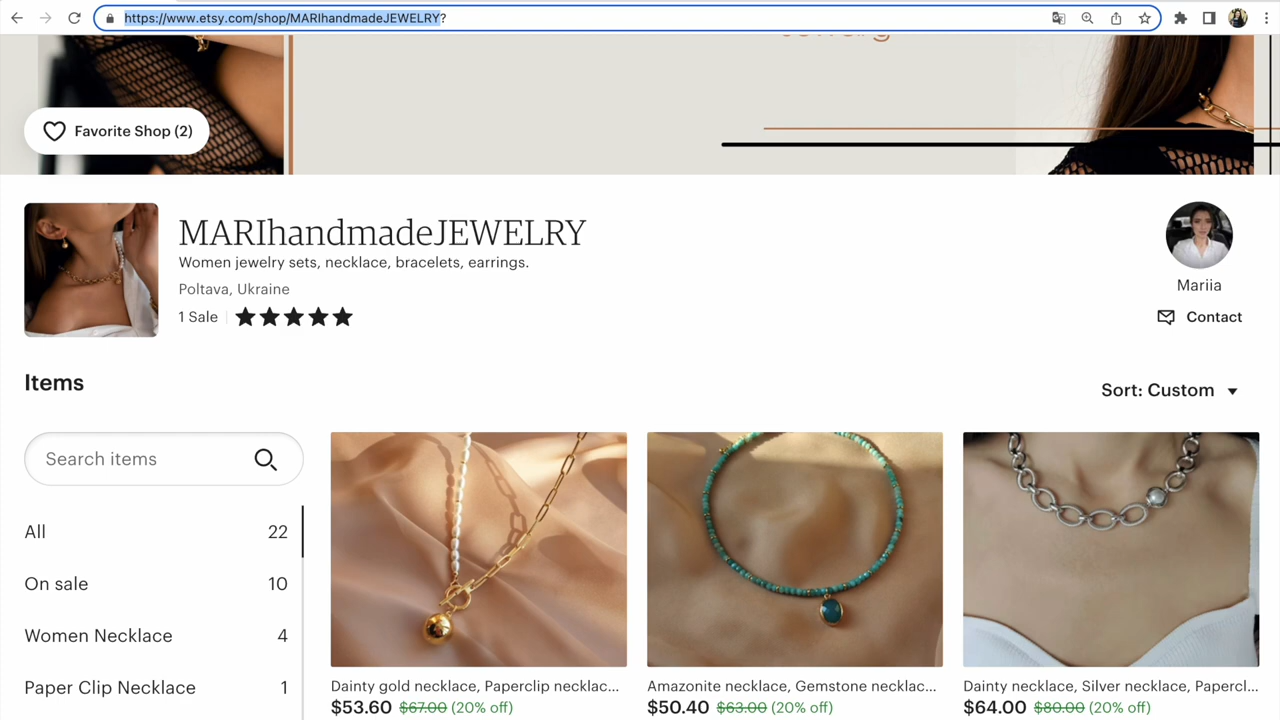 https://www.etsy.com/shop/MARIhandmadeJEWELRY?
Favorite Shop (2)
MARIhandmadeJEWELRY
Women jewelry sets, necklace, bracelets, earrings.
Poltava, Ukraine
1 Sale
Mariia
Contact
Items
Sort: Custom
Search items
All 22
On sale 10
Women Necklace 4
Paper Clip Necklace 1
Dainty gold necklace, Paperclip necklac...
$53.60 $67.00 (20% off)
Amazonite necklace, Gemstone necklac...
$50.40 $63.00 (20% off)
Dainty necklace, Silver necklace, Papercl...
$64.00 $80.00 (20% off)